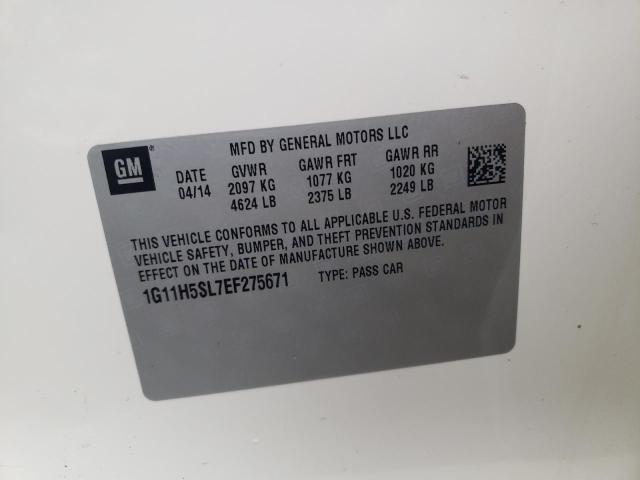 GM
MFD BY GENERAL MOTORS LLC
DATE GVWR GAWR FRT GAWR RR
04/14 2097 KG 1077 KG 1020 KG
4624 LB 2375 LB 2249 LB
THIS VEHICLE CONFORMS TO ALL APPLICABLE U.S. FEDERAL MOTOR
VEHICLE SAFETY, BUMPER, AND THEFT PREVENTION STANDARDS IN
EFFECT ON THE DATE OF MANUFACTURE SHOWN ABOVE.
1G11H5SL7EF275671 TYPE: PASS CAR